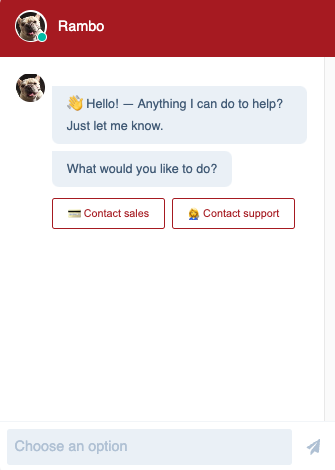 Rambo
👋 Hello! — Anything I can do to help?
Just let me know.
What would you like to do?
💳 Contact sales
🙋 Contact support
Choose an option